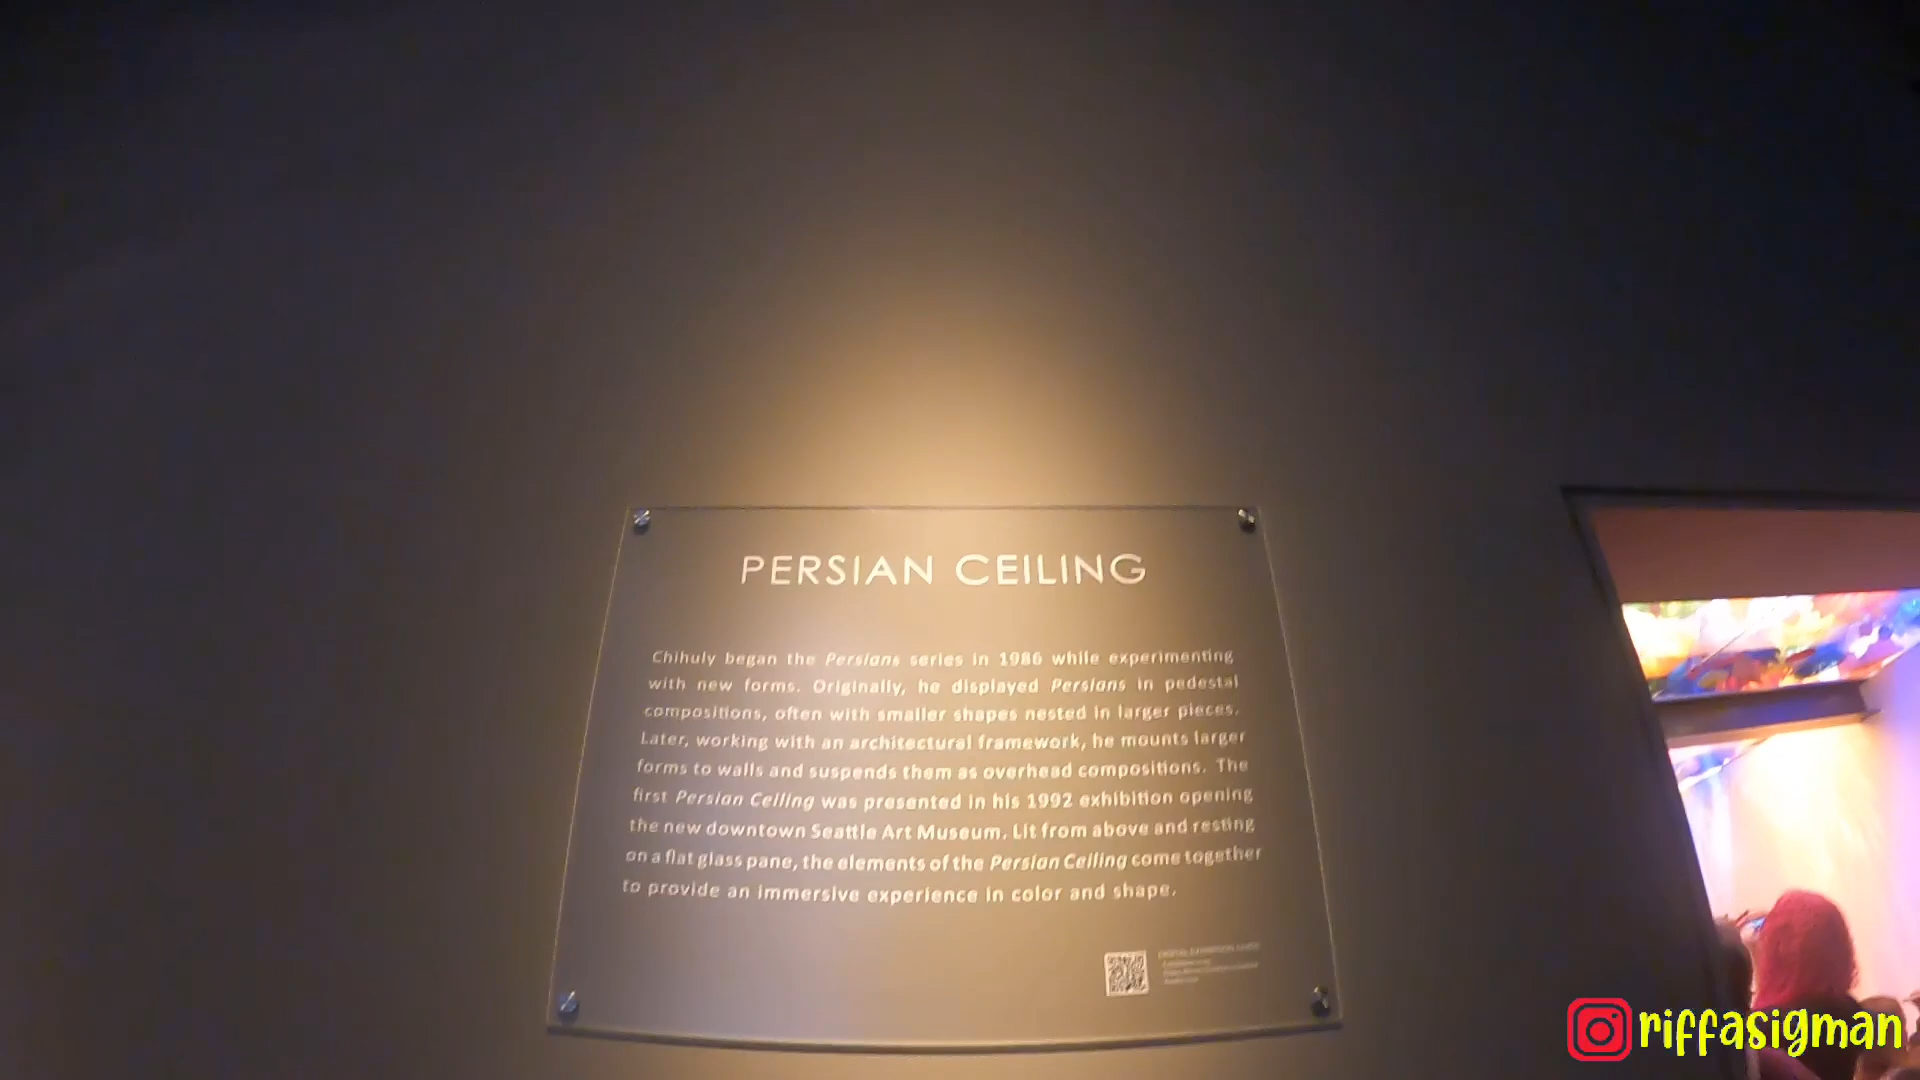 PERSIAN CEILING
Chihuly began the Persians series in 1986 while experimenting
with new forms. Originally, he displayed Persians in pedestal
compositions, often with smaller shapes nested in larger pieces.
Later, working with an architectural framework, he mounts larger
forms to walls and suspends them as overhead compositions. The
first Persian Ceiling was presented in his 1992 exhibition opening
the new downtown Seattle Art Museum. Lit from above and resting
on a flat glass pane, the elements of the Persian Ceiling come together
to provide an immersive experience in color and shape.
riffasigman